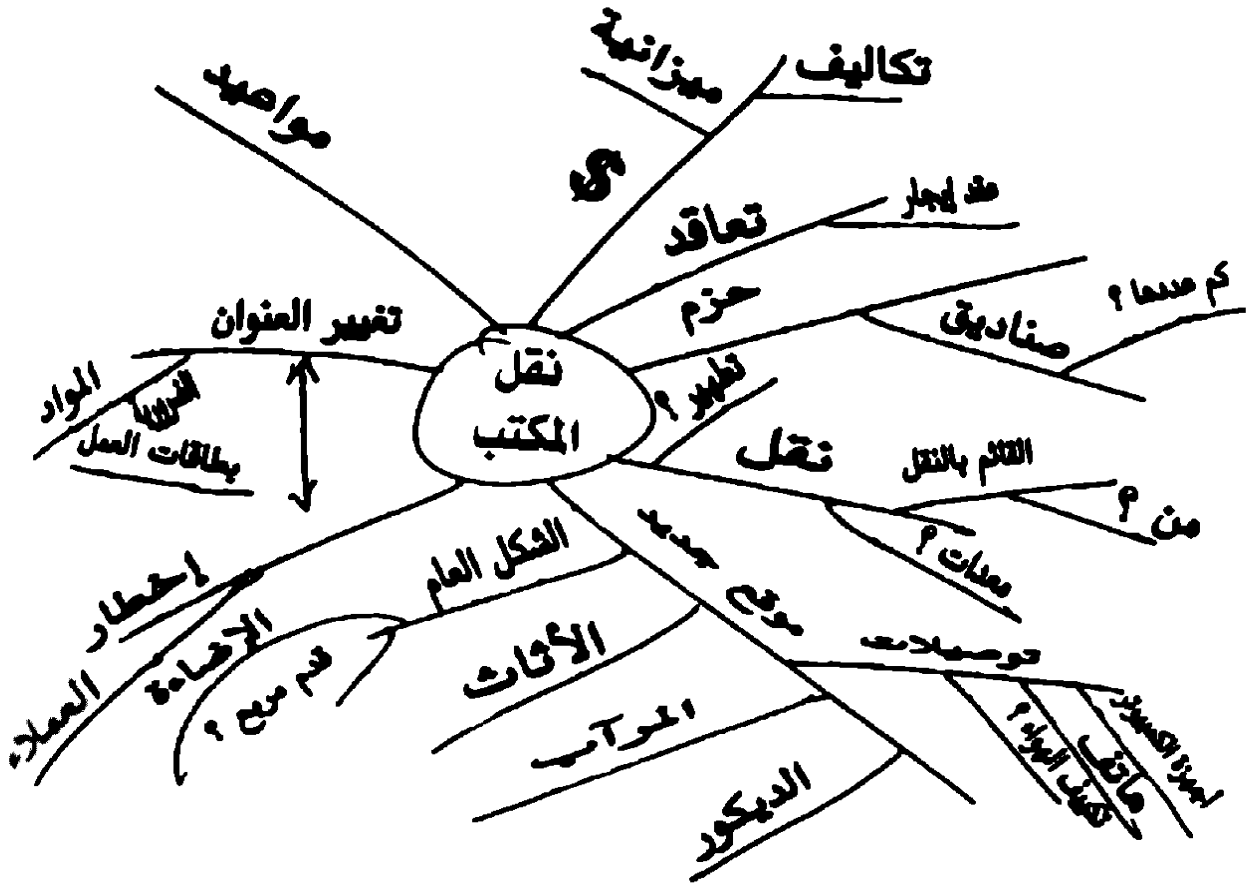 نقل
المكتب
مواعيد
$
ميزانية
تكاليف
تعاقد
عقد إيجار
حزم
صناديق
كم عددها ؟
نقل
تطهير ؟
القائم بالنقل
من ؟
معدات ؟
موقع جديد
توصيلات
أجهزة الكمبيوتر
هاتف
تكييف الهواء ؟
الشكل العام
الإضاءة
قدم مربع ؟
الأثاث
المرآب
الديكور
إخطار
العملاء
تغيير العنوان
المواد
بطاقات العمل